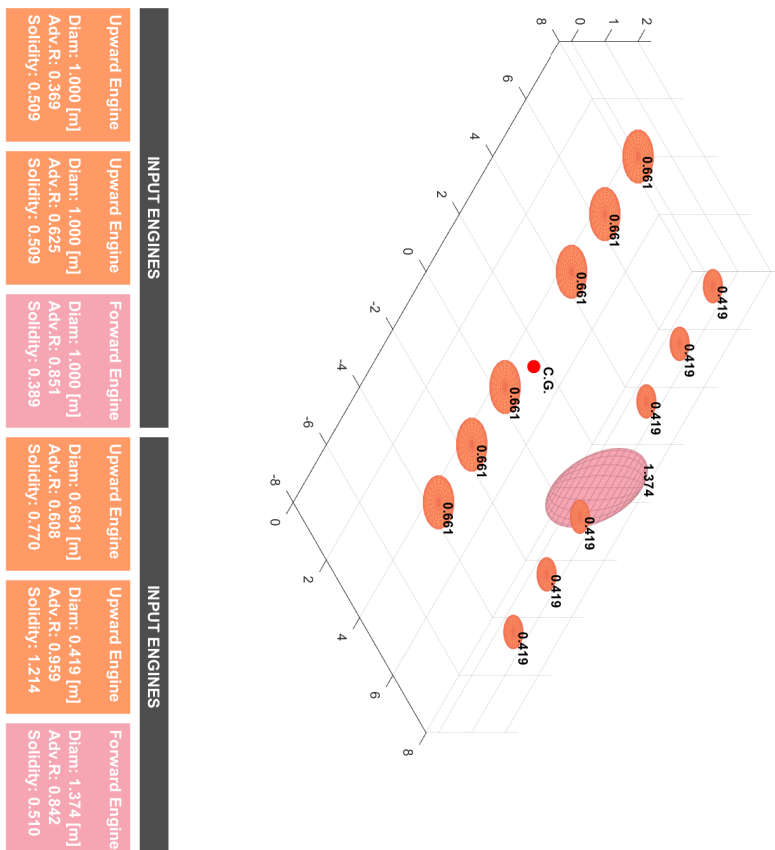 0.419
0.419
0.419
1.374
0.661
2
0.661
1
0.419
0.661
0
0.419
C.G.
8
0.419
0.661
6
0.661
4
0.661
2
0
8
-2
6
-4
4
-6
2
-8
0
INPUT ENGINES
Upward Engine
Diam: 1.000 [m]
Adv.R: 0.369
Solidity: 0.509
Upward Engine
Diam: 1.000 [m]
Adv.R: 0.625
Solidity: 0.509
Forward Engine
Diam: 1.000 [m]
Adv.R: 0.851
Solidity: 0.389
INPUT ENGINES
Upward Engine
Diam: 0.661 [m]
Adv.R: 0.608
Solidity: 0.770
Upward Engine
Diam: 0.419 [m]
Adv.R: 0.959
Solidity: 1.214
Forward Engine
Diam: 1.374 [m]
Adv.R: 0.842
Solidity: 0.510